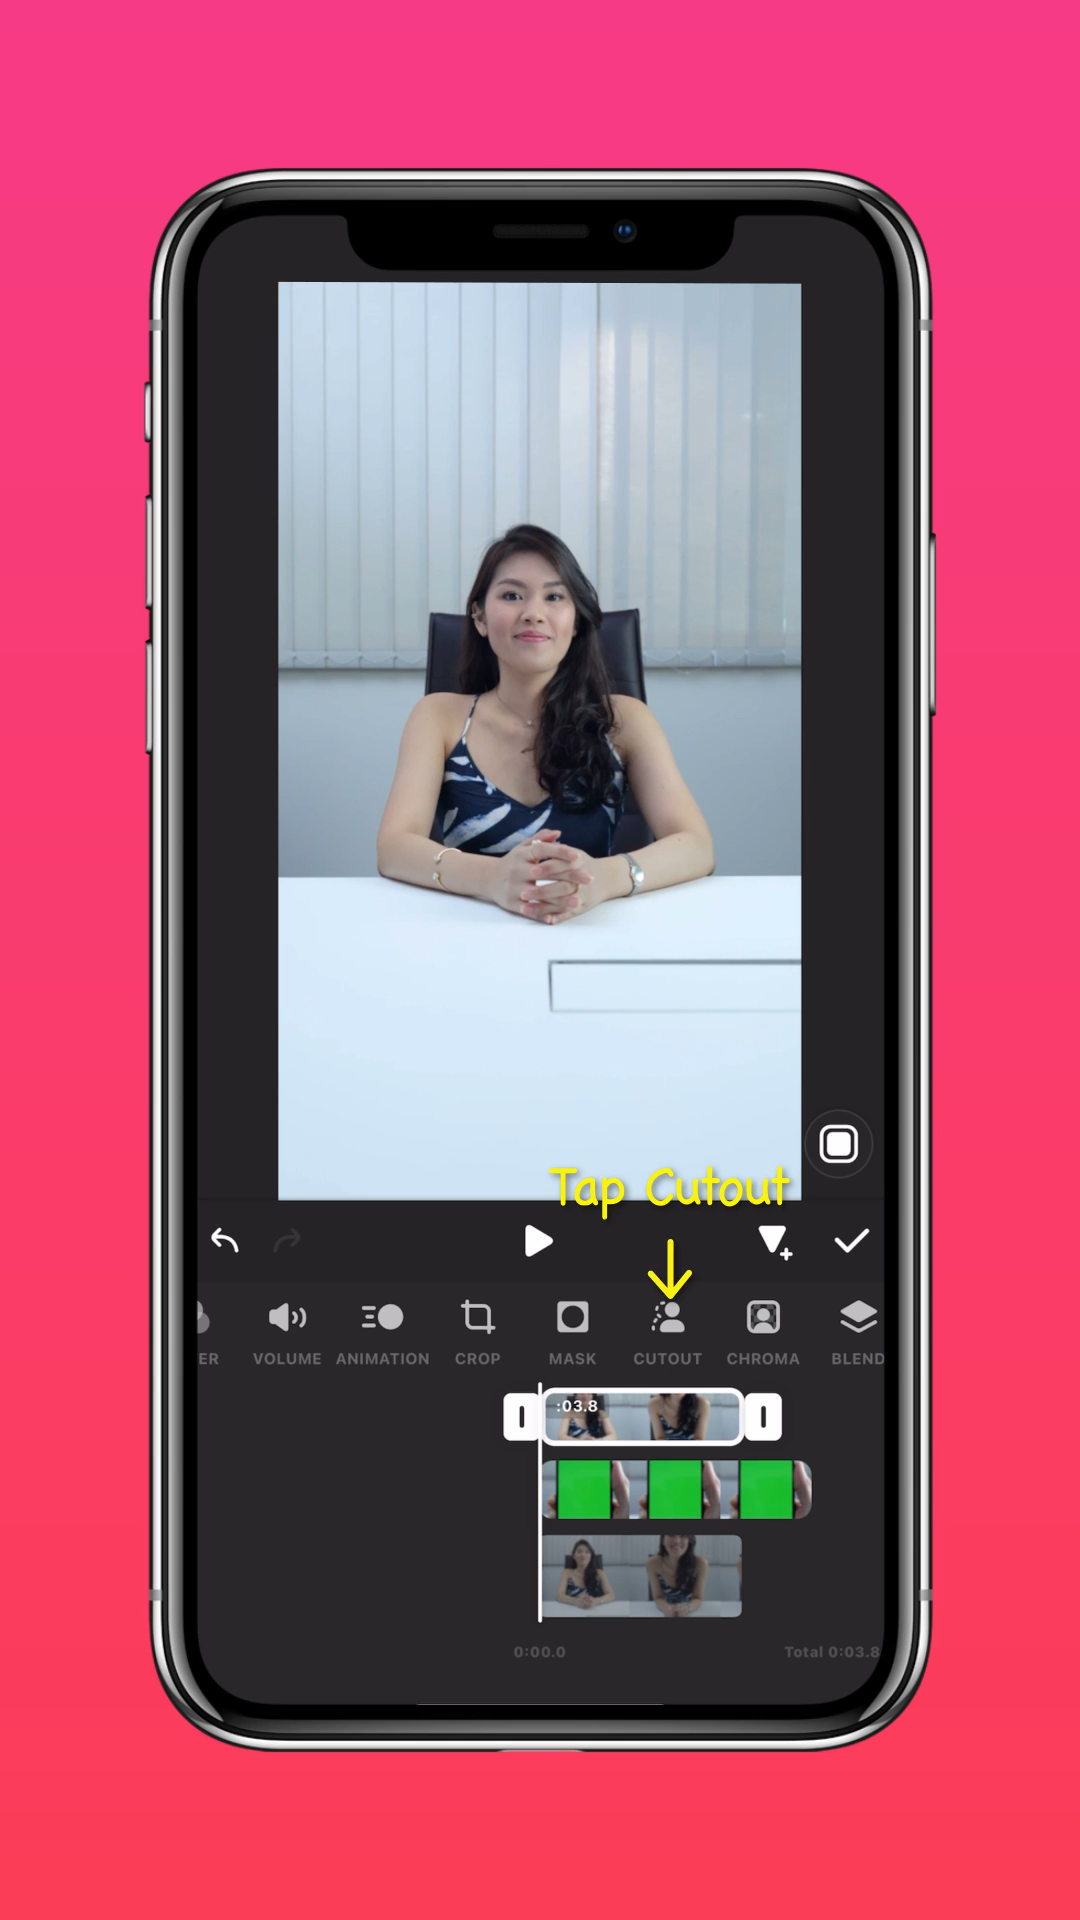 Tap Cutout
ER VOLUME ANIMATION CROP MASK CUTOUT CHROMA BLEND
:03.8
0:00.0 Total 0:03.8